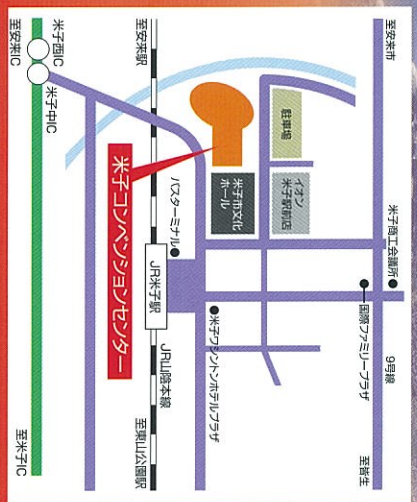 至安来市
米子商工会議所
9号線
至皆生
国際ファミリープラザ
駐車場
イオン
米子駅前店
米子市文化
ホール
米子ワシントンホテルプラザ
バスターミナル
米子コンベンションセンター
至安来駅
JR米子駅
JR山陰本線
至東山公園駅
米子西IC
米子中IC
至安来IC
至米子IC